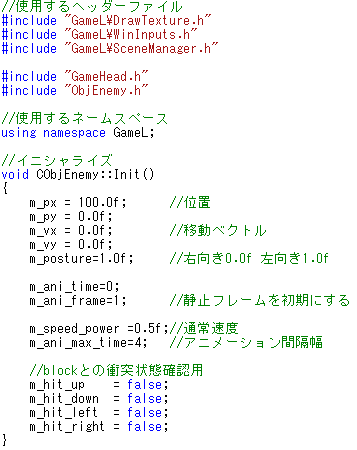 //使用するヘッダーファイル
#include "GameL¥DrawTexture.h"
#include "GameL¥WinInputs.h"
#include "GameL¥SceneManager.h"
#include "GameHead.h"
#include "ObjEnemy.h"
//使用するネームスペース
using namespace GameL;
//イニシャライズ
void CObjEnemy::Init()
{
m_px = 100.0f; //位置
m_py = 0.0f;
m_vx = 0.0f; //移動ベクトル
m_vy = 0.0f;
m_posture=1.0f; //右向き0.0f 左向き1.0f
m_ani_time=0;
m_ani_frame=1; //静止フレームを初期にする
m_speed_power =0.5f;//通常速度
m_ani_max_time=4; //アニメーション間隔幅
//blockとの衝突状態確認用
m_hit_up = false;
m_hit_down = false;
m_hit_left = false;
m_hit_right = false;
}